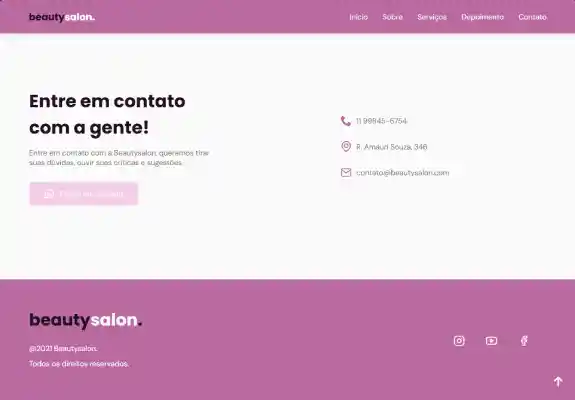 beautysalon.
Início Sobre Serviços Depoimento Contato
Entre em contato
com a gente!
Entre em contato com a Beautysalon, queremos tirar
suas dúvidas, ouvir suas críticas e sugestões.
11 99845-6754
R. Amauri Souza, 346
contato@beautysalon.com
beautysalon.
@2021 Beautysalon.
Todos os direitos reservados.